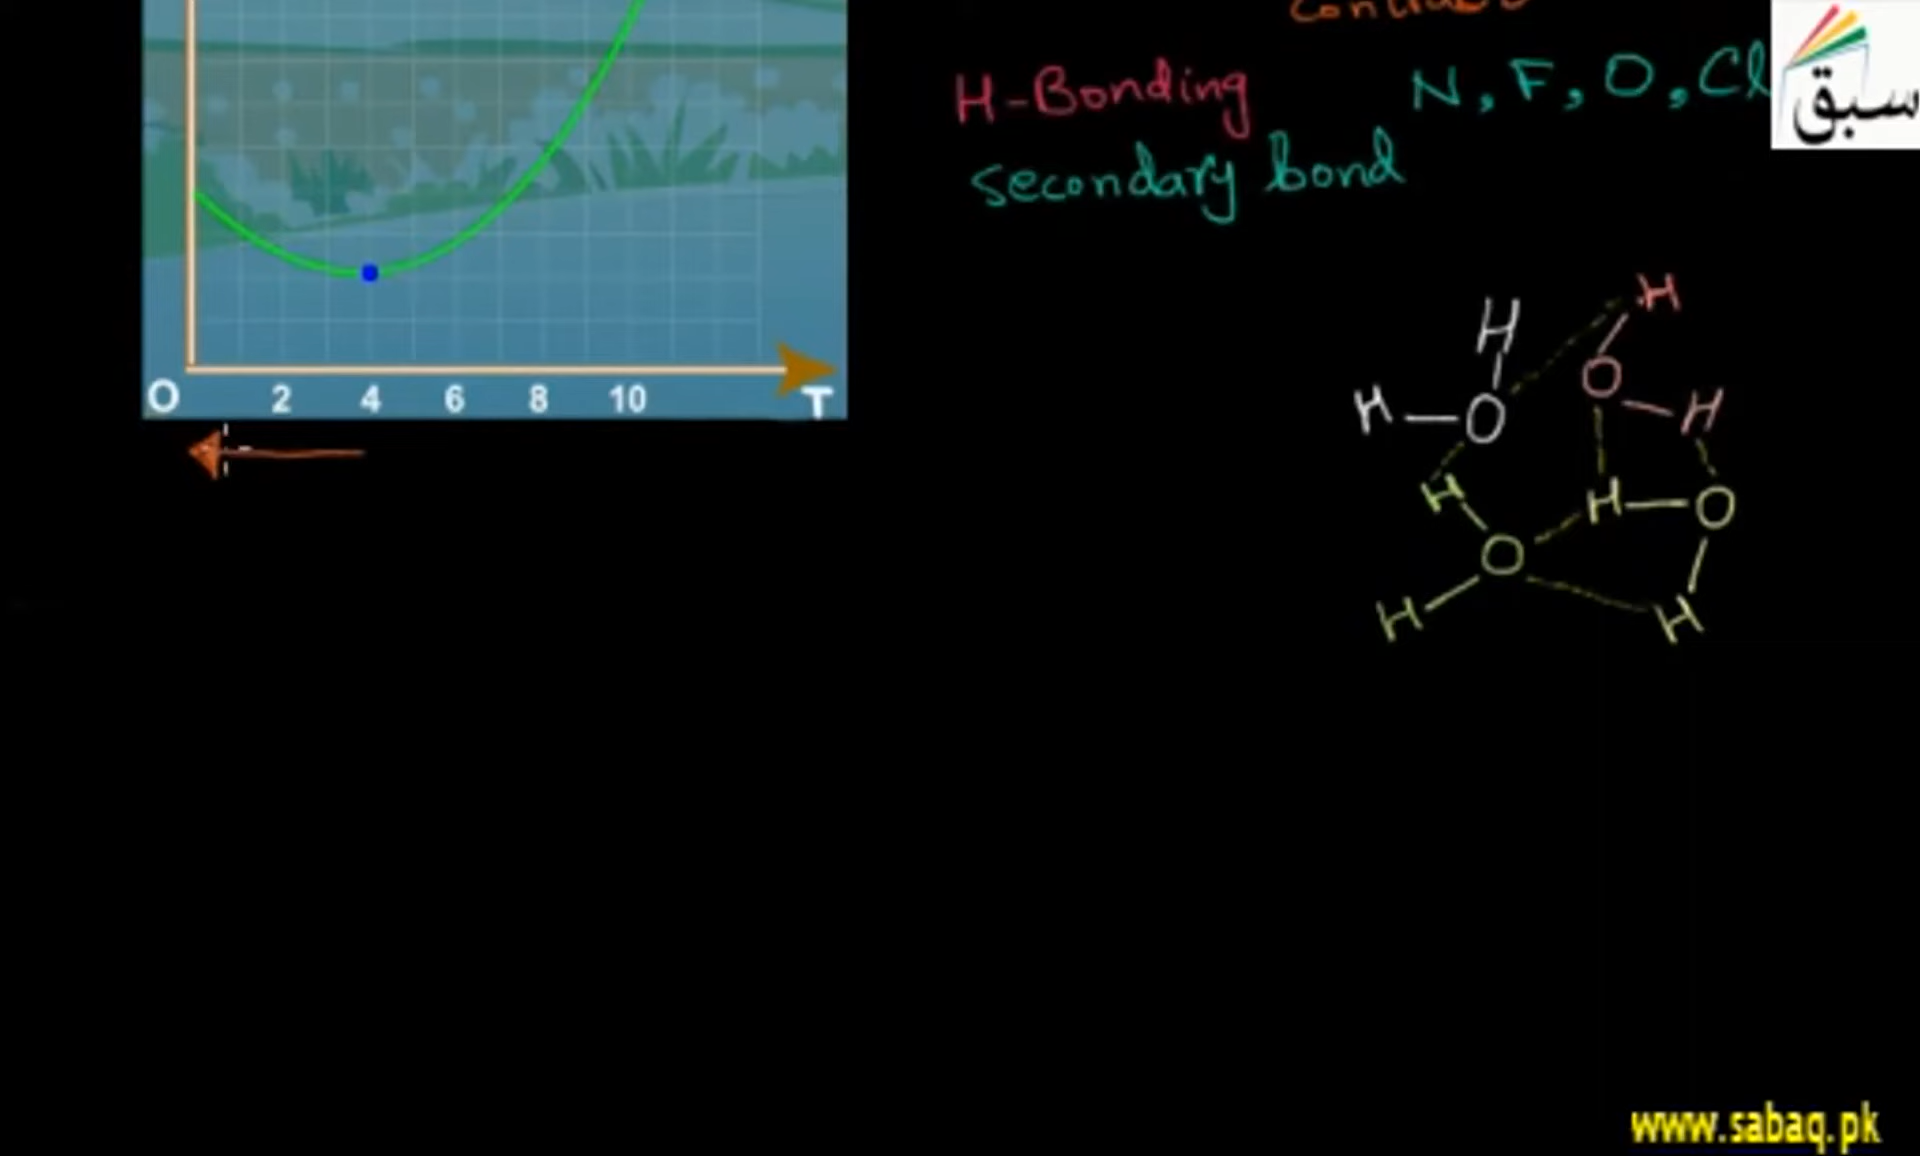 H-Bonding
N, F, O, Cl
secondary bond
سبق
O 2 4 6 8 10 T
H
H
H
O
H — O
H
H
H — O
O
H
H
www.sabaq.pk